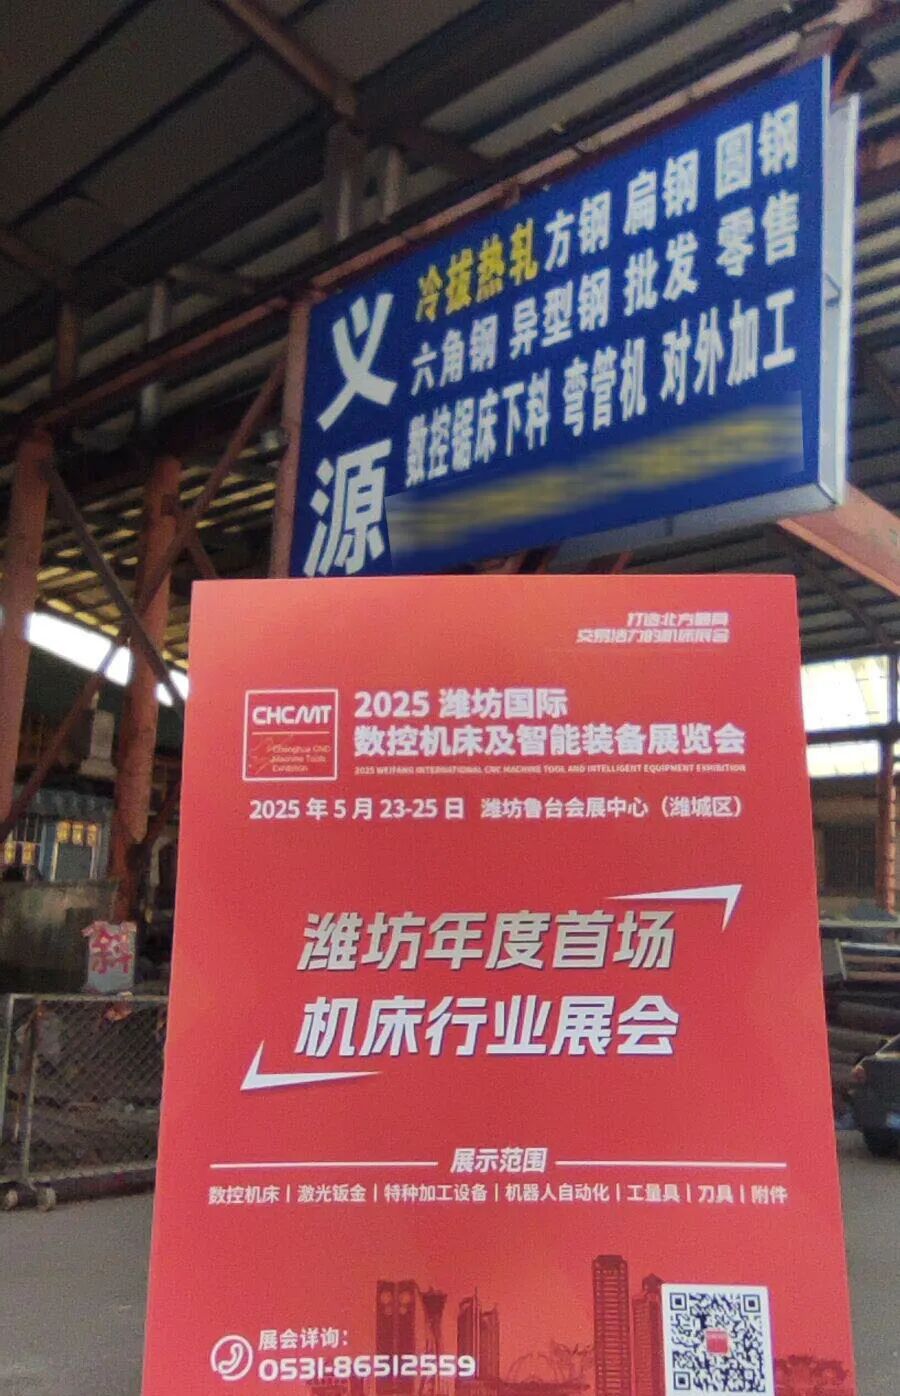 义源
冷拔热轧方钢 扁钢 圆钢
六角钢 异型钢 批发 零售
数控锯床下料 弯管机 对外加工
打造北方最具
交易活力的机床展会
CHCMT
Changhua CNC
Machine Tools
Exhibition
2025 潍坊国际
数控机床及智能装备展览会
2025 WEIFANG INTERNATIONAL CNC MACHINE TOOL AND INTELLIGENT EQUIPMENT EXHIBITION
2025 年 5 月 23-25 日 潍坊鲁台会展中心（潍城区）
潍坊年度首场
机床行业展会
展示范围
数控机床|激光钣金|特种加工设备|机器人自动化|工量具|刀具|附件
展会详询：
0531-86512559